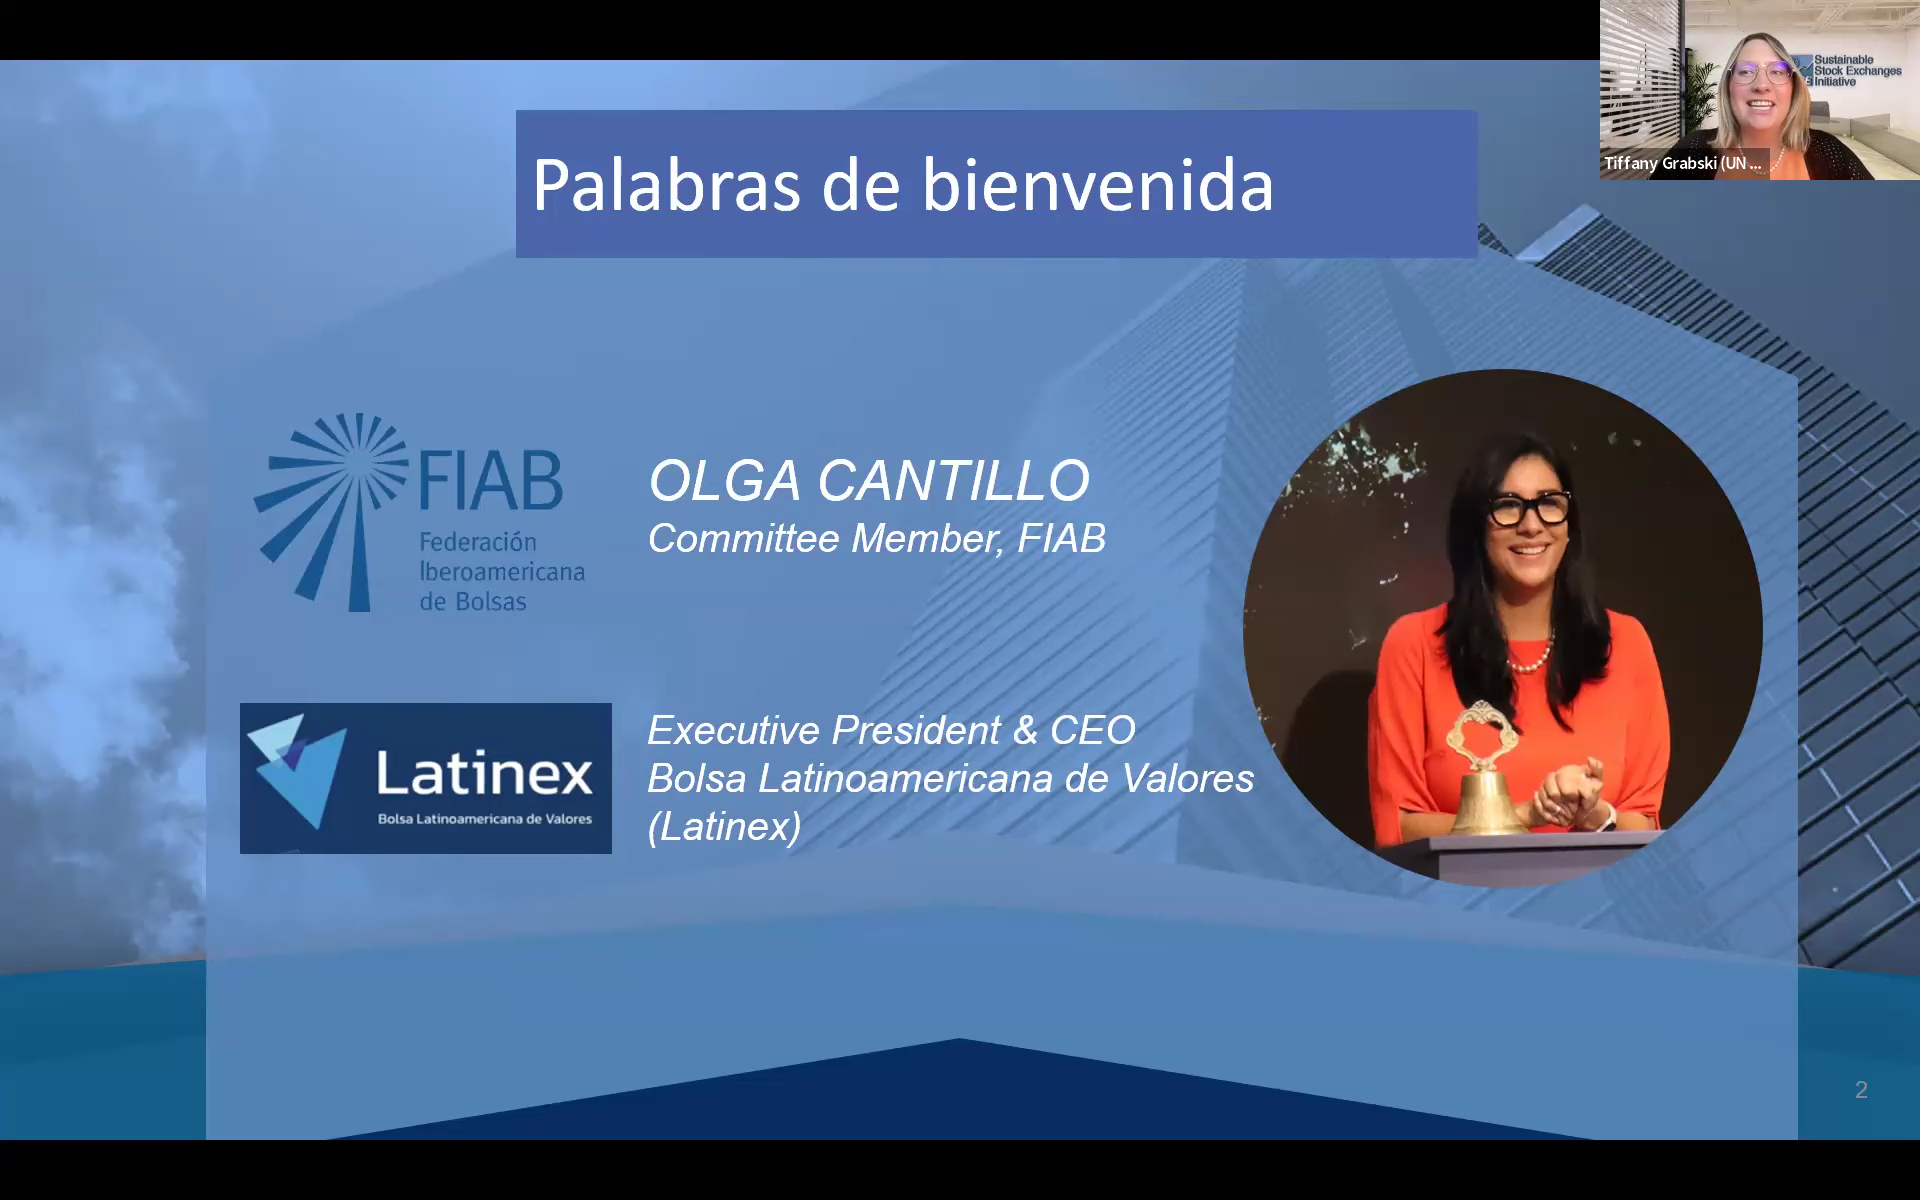 Sustainable
Stock Exchanges
Initiative
Tiffany Grabski (UN ...
Palabras de bienvenida
FIAB
Federación
Iberoamericana
de Bolsas
OLGA CANTILLO
Committee Member, FIAB
Latinex
Bolsa Latinoamericana de Valores
Executive President & CEO
Bolsa Latinoamericana de Valores
(Latinex)
2